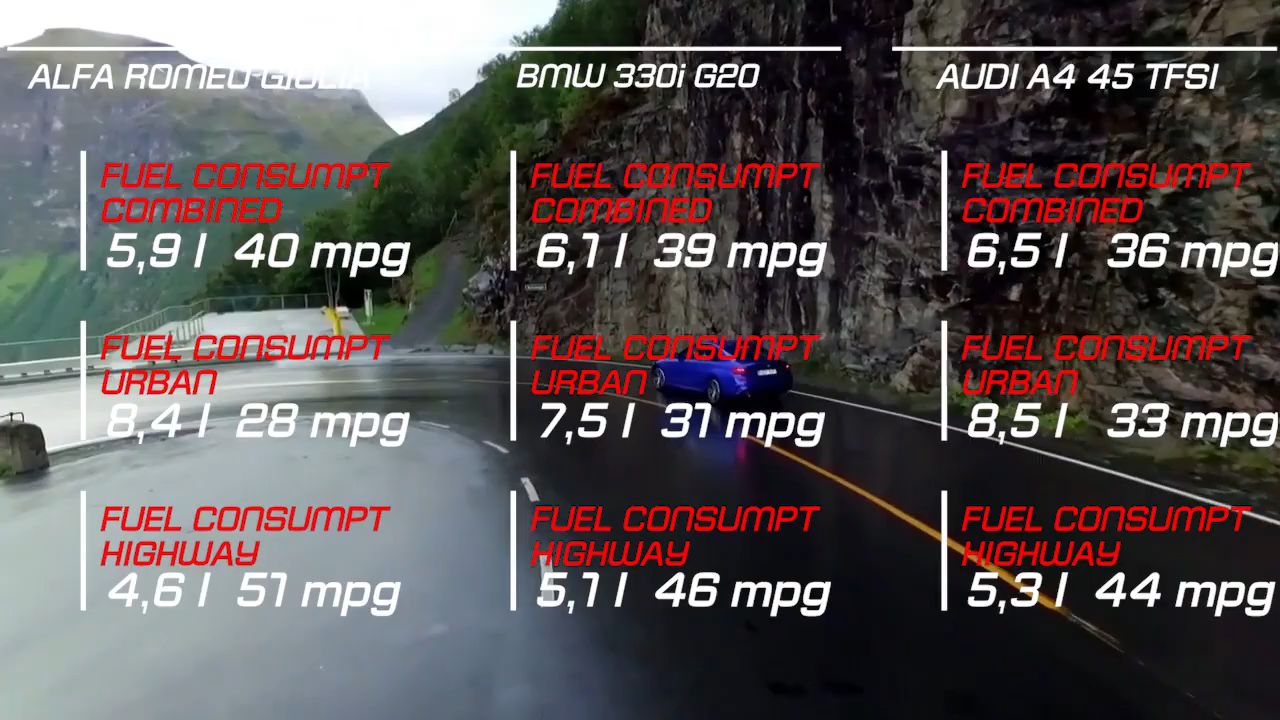 ALFA ROMEO GIULIA
BMW 330i G20
AUDI A4 45 TFSI
FUEL CONSUMPT
COMBINED
5,9 l 40 mpg
FUEL CONSUMPT
COMBINED
6,1 l 39 mpg
FUEL CONSUMPT
COMBINED
6,5 l 36 mpg
FUEL CONSUMPT
URBAN
8,4 l 28 mpg
FUEL CONSUMPT
URBAN
7,5 l 31 mpg
FUEL CONSUMPT
URBAN
8,5 l 33 mpg
FUEL CONSUMPT
HIGHWAY
4,6 l 51 mpg
FUEL CONSUMPT
HIGHWAY
5,1 l 46 mpg
FUEL CONSUMPT
HIGHWAY
5,3 l 44 mpg